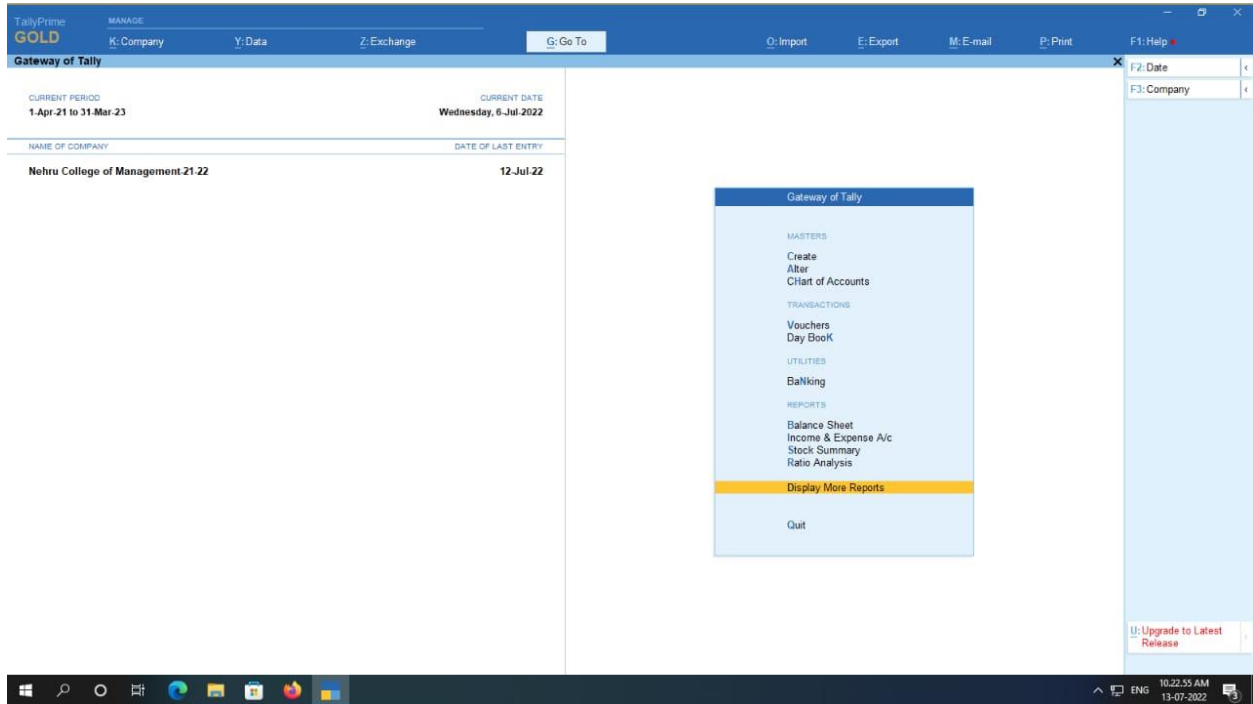 TallyPrime
GOLD
MANAGE
K: Company Y: Data Z: Exchange G: Go To O: Import E: Export M: E-mail P: Print F1: Help
Gateway of Tally
F2: Date
F3: Company
CURRENT PERIOD CURRENT DATE
1-Apr-21 to 31-Mar-23 Wednesday, 6-Jul-2022
NAME OF COMPANY DATE OF LAST ENTRY
Nehru College of Management-21-22 12-Jul-22
Gateway of Tally
MASTERS
Create
Alter
CHart of Accounts
TRANSACTIONS
Vouchers
Day BooK
UTILITIES
BaNking
REPORTS
Balance Sheet
Income & Expense A/c
Stock Summary
Ratio Analysis
Display More Reports
Quit
U: Upgrade to Latest
Release
ENG 10.22.55 AM
13-07-2022
3